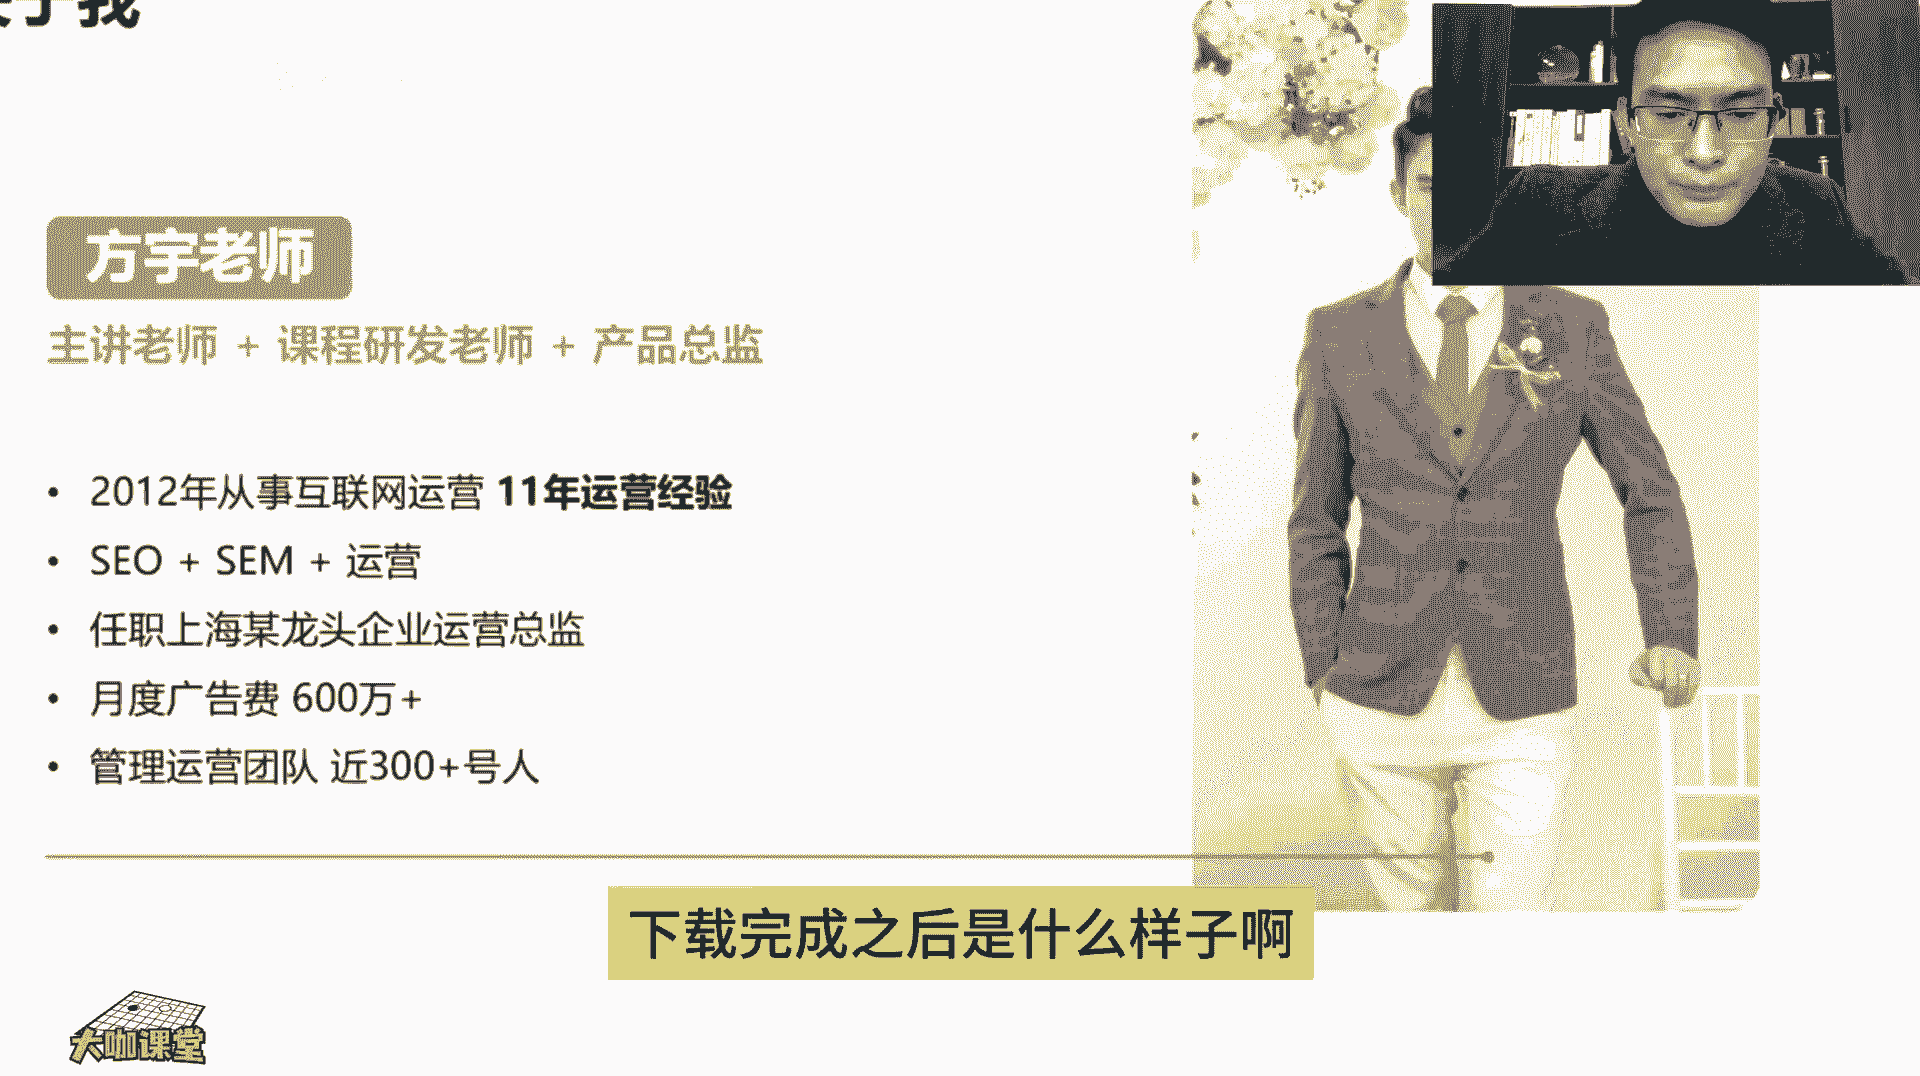 于我
方宇老师
主讲老师 + 课程研发老师 + 产品总监
• 2012年从事互联网运营 11年运营经验
• SEO + SEM + 运营
• 任职上海某龙头企业运营总监
• 月度广告费 600万+
• 管理运营团队 近300+号人
下载完成之后是什么样子啊
大咖课堂